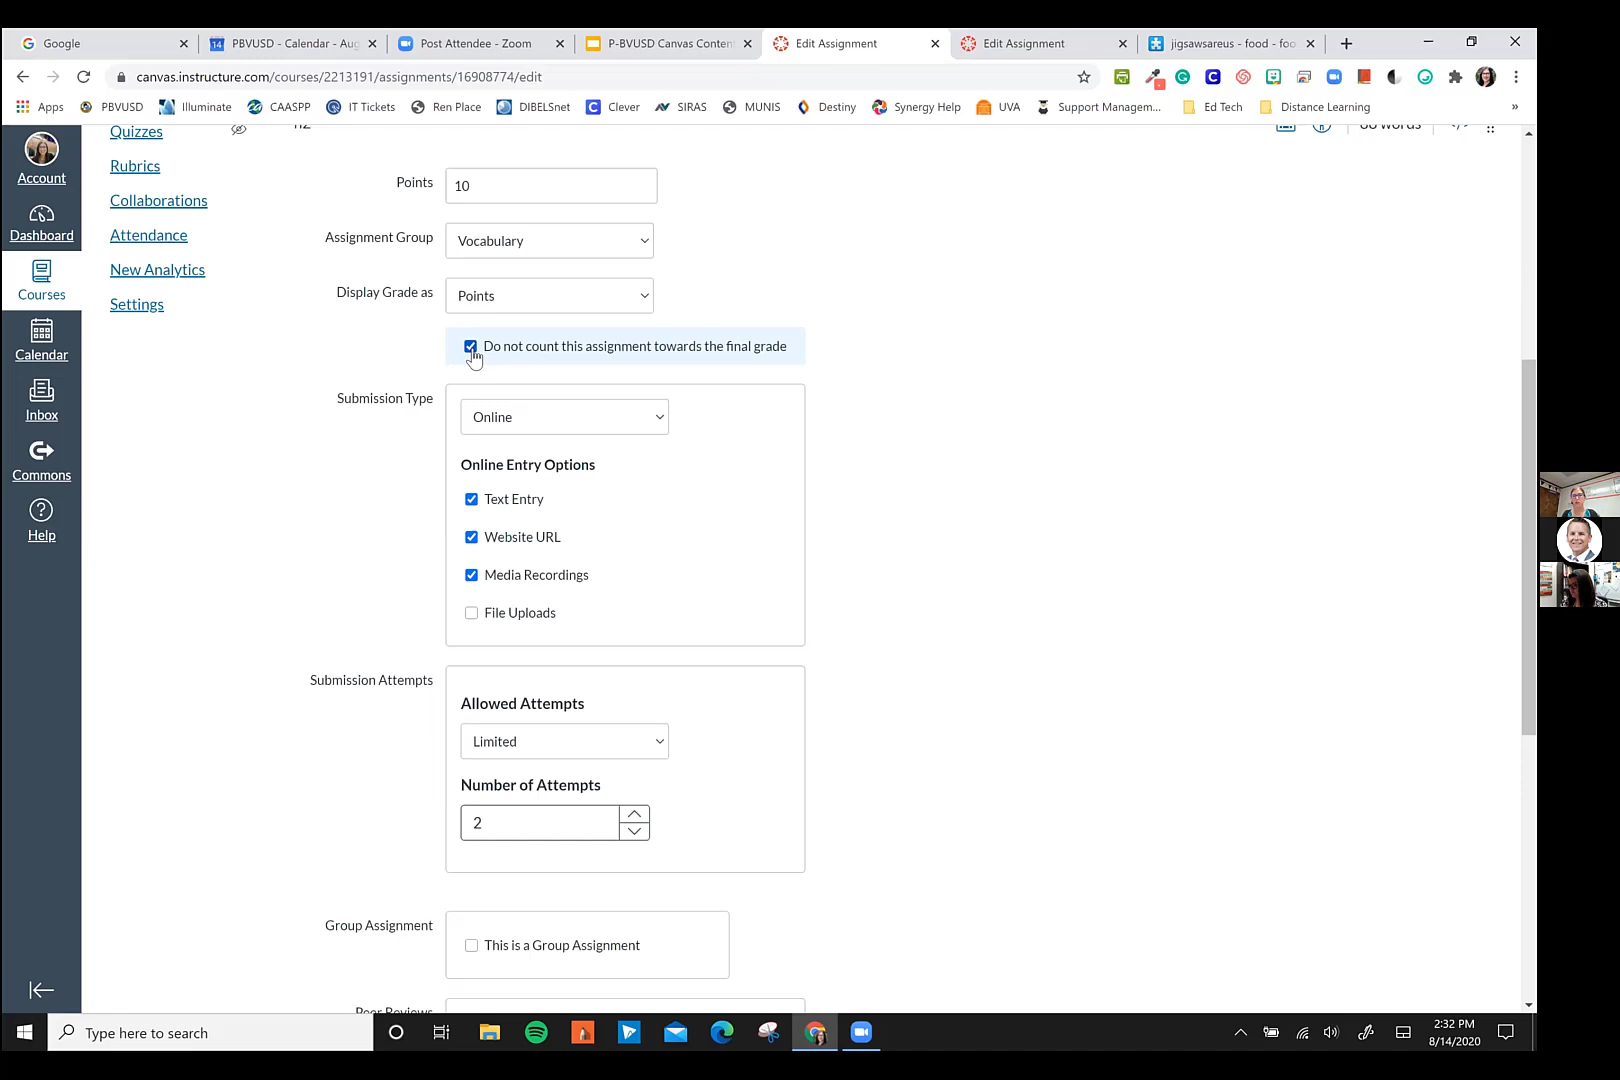 Google
14
PBVUSD - Calendar - Aug
Post Attendee - Zoom
P-BVUSD Canvas Conten
Edit Assignment
Edit Assignment
jigsawsareus - food - foo
canvas.instructure.com/courses/2213191/assignments/16908774/edit
Apps
PBVUSD
Illuminate
CAASPP
IT Tickets
Ren Place
DIBELSnet
Clever
SIRAS
MUNIS
Destiny
Synergy Help
UVA
Support Managem...
Ed Tech
Distance Learning
»
Account
Dashboard
Courses
Calendar
Inbox
Commons
Help
Quizzes
Rubrics
Collaborations
Attendance
New Analytics
Settings
Points
10
Assignment Group
Vocabulary
Display Grade as
Points
Do not count this assignment towards the final grade
Submission Type
Online
Online Entry Options
Text Entry
Website URL
Media Recordings
File Uploads
Submission Attempts
Allowed Attempts
Limited
Number of Attempts
2
Group Assignment
This is a Group Assignment
Peer Reviews
Type here to search
2:32 PM
8/14/2020